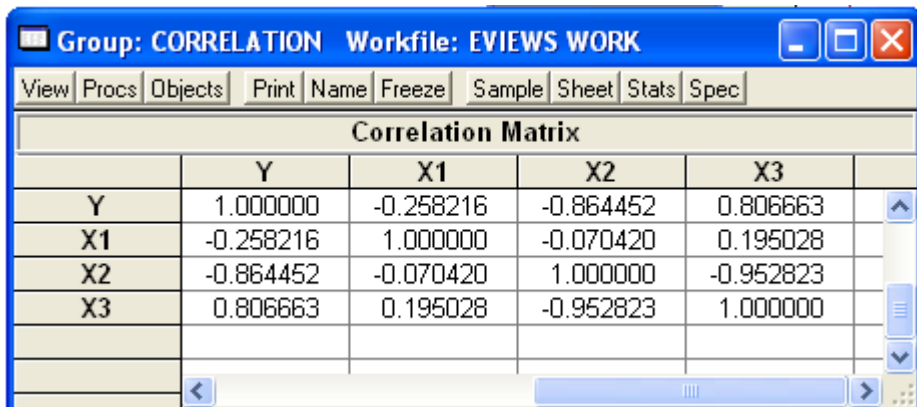 Group: CORRELATION Workfile: EVIEWS WORK
View Procs Objects Print Name Freeze Sample Sheet Stats Spec
Correlation Matrix
Y X1 X2 X3
Y 1.000000 -0.258216 -0.864452 0.806663
X1 -0.258216 1.000000 -0.070420 0.195028
X2 -0.864452 -0.070420 1.000000 -0.952823
X3 0.806663 0.195028 -0.952823 1.000000